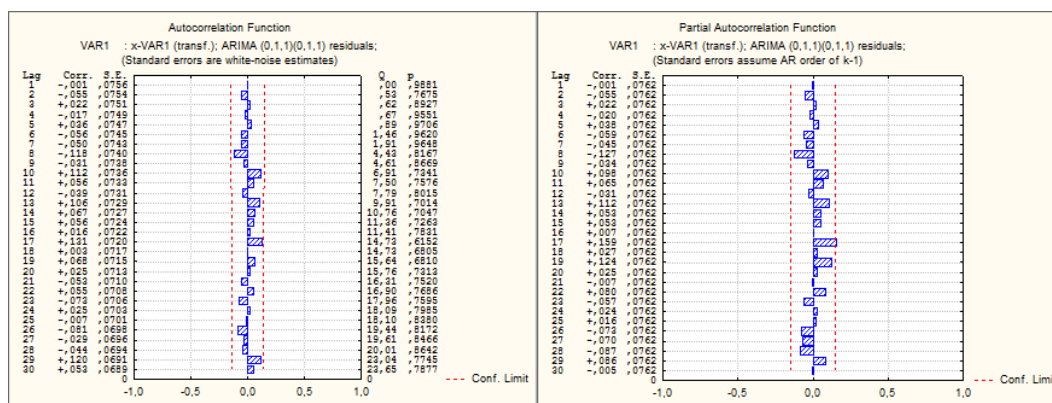 Autocorrelation Function
VAR1 : x-VAR1 (transf.); ARIMA (0,1,1)(0,1,1) residuals;
(Standard errors are white-noise estimates)
Lag Corr. S.E. Q p
1 -,001 ,0756 ,00 ,9881
2 -,055 ,0754 ,53 ,7675
3 +,022 ,0751 ,62 ,8927
4 -,017 ,0749 ,67 ,9551
5 +,036 ,0747 ,89 ,9706
6 -,056 ,0745 1,46 ,9620
7 -,050 ,0743 1,91 ,9648
8 -,118 ,0740 4,43 ,8167
9 -,031 ,0738 4,61 ,8669
10 +,112 ,0736 6,91 ,7341
11 +,056 ,0733 7,50 ,7576
12 -,039 ,0731 7,79 ,8015
13 +,106 ,0729 9,91 ,7014
14 +,067 ,0727 10,76 ,7047
15 +,056 ,0724 11,36 ,7263
16 +,016 ,0722 11,41 ,7831
17 +,131 ,0720 14,73 ,6152
18 +,003 ,0717 14,73 ,6805
19 +,068 ,0715 15,64 ,6810
20 +,025 ,0713 15,76 ,7313
21 -,053 ,0710 16,31 ,7520
22 +,055 ,0708 16,90 ,7686
23 -,073 ,0706 17,96 ,7595
24 +,025 ,0703 18,09 ,7985
25 -,007 ,0701 18,10 ,8380
26 -,081 ,0698 19,44 ,8172
27 -,029 ,0696 19,61 ,8466
28 -,044 ,0694 20,01 ,8642
29 +,120 ,0691 23,04 ,7745
30 +,053 ,0689 23,65 ,7877
0 0
-1,0 -0,5 0,0 0,5 1,0
Conf. Limit
Partial Autocorrelation Function
VAR1 : x-VAR1 (transf.); ARIMA (0,1,1)(0,1,1) residuals;
(Standard errors assume AR order of k-1)
Lag Corr. S.E.
1 -,001 ,0762
2 -,055 ,0762
3 +,022 ,0762
4 -,020 ,0762
5 +,038 ,0762
6 -,059 ,0762
7 -,045 ,0762
8 -,127 ,0762
9 -,034 ,0762
10 +,098 ,0762
11 +,065 ,0762
12 -,031 ,0762
13 +,112 ,0762
14 +,053 ,0762
15 +,053 ,0762
16 +,007 ,0762
17 +,159 ,0762
18 +,027 ,0762
19 +,124 ,0762
20 +,025 ,0762
21 -,007 ,0762
22 +,080 ,0762
23 -,057 ,0762
24 +,024 ,0762
25 +,016 ,0762
26 -,073 ,0762
27 -,070 ,0762
28 -,087 ,0762
29 +,086 ,0762
30 -,005 ,0762
0 0
-1,0 -0,5 0,0 0,5 1,0
Conf. Limit